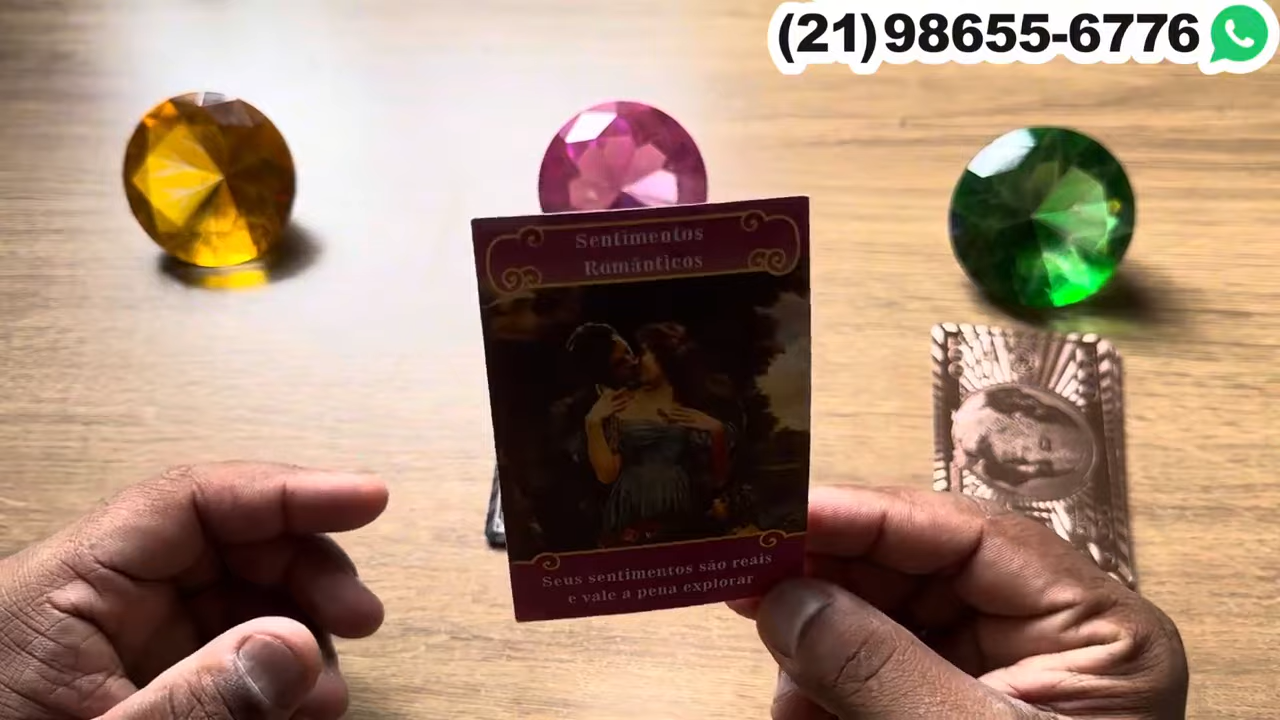 (21)98655-6776
Sentimentos
Românticos
Seus sentimentos são reais
e vale a pena explorar